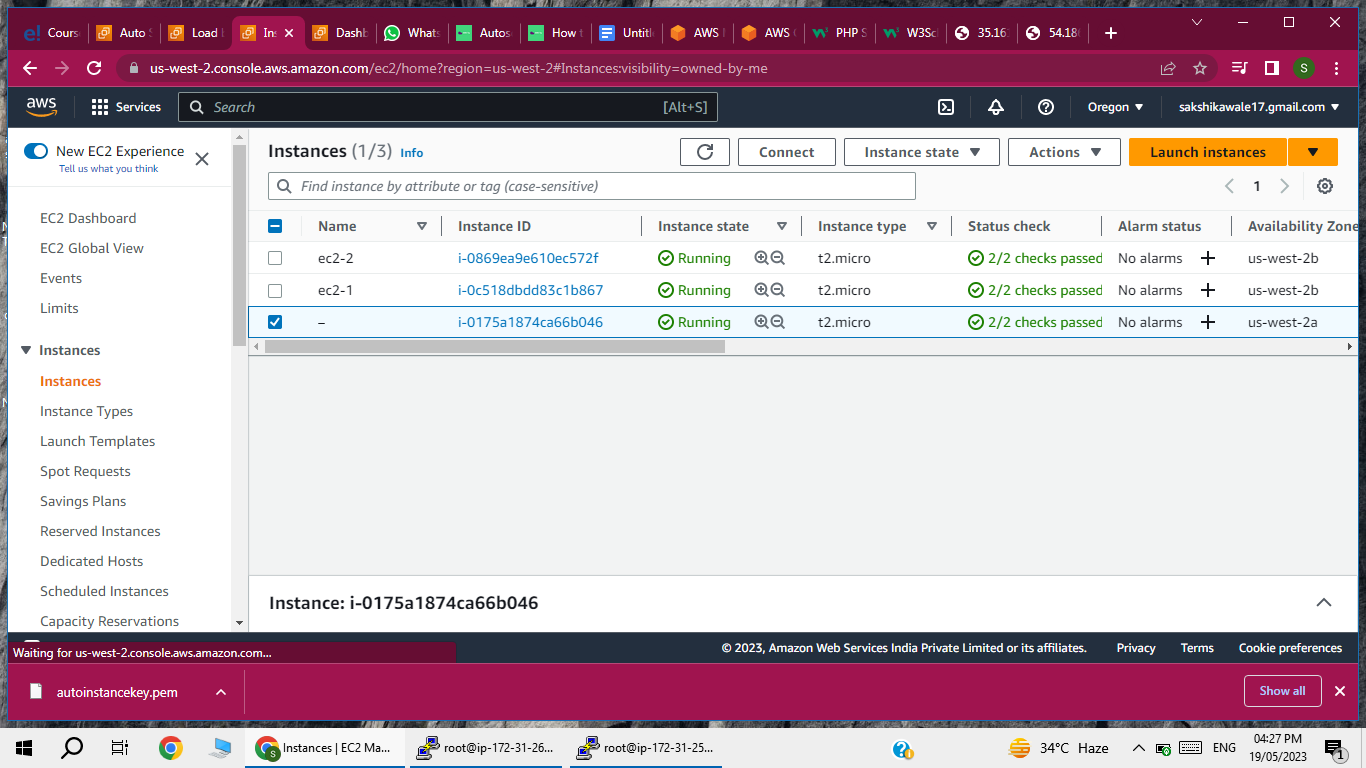 e! Cours
Auto S
Load
Ins
Dashb
Whats
Autos
How t
Untitl
AWS
AWS
PHP S
W3Sc
35.16
54.18
us-west-2.console.aws.amazon.com/ec2/home?region=us-west-2#Instances:visibility=owned-by-me
S
aws
Services
Search
[Alt+S]
Oregon
sakshikawale17.gmail.com
New EC2 Experience
Tell us what you think
EC2 Dashboard
EC2 Global View
Events
Limits
Instances
Instances
Instance Types
Launch Templates
Spot Requests
Savings Plans
Reserved Instances
Dedicated Hosts
Scheduled Instances
Capacity Reservations
Instances (1/3) Info
Connect
Instance state
Actions
Launch instances
Find instance by attribute or tag (case-sensitive)
1
Name Instance ID Instance state Instance type Status check Alarm status Availability Zone
ec2-2 i-0869ea9e610ec572f Running t2.micro 2/2 checks passed No alarms + us-west-2b
ec2-1 i-0c518dbdd83c1b867 Running t2.micro 2/2 checks passed No alarms + us-west-2b
– i-0175a1874ca66b046 Running t2.micro 2/2 checks passed No alarms + us-west-2a
Instance: i-0175a1874ca66b046
Waiting for us-west-2.console.aws.amazon.com...
© 2023, Amazon Web Services India Private Limited or its affiliates. Privacy Terms Cookie preferences
autoinstancekey.pem
Show all
Instances | EC2 Ma...
root@ip-172-31-26...
root@ip-172-31-25...
34°C Haze
ENG
04:27 PM
19/05/2023
1